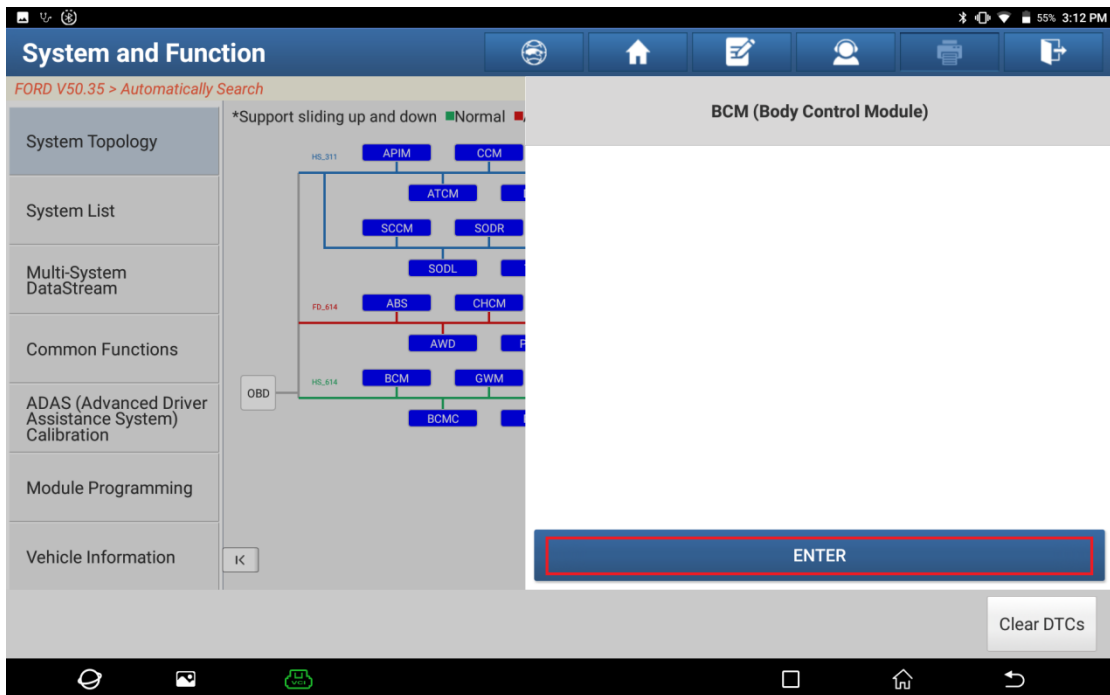 55% 3:12 PM
System and Function
FORD V50.35 > Automatically Search
System Topology
System List
Multi-System
DataStream
Common Functions
ADAS (Advanced Driver
Assistance System)
Calibration
Module Programming
Vehicle Information
*Support sliding up and down ■Normal
HS_311
APIM
CCM
ATCM
SCCM
SODR
SODL
FD_614
ABS
CHCM
AWD
OBD
HS_614
BCM
GWM
BCMC
BCM (Body Control Module)
ENTER
Clear DTCs
VCI